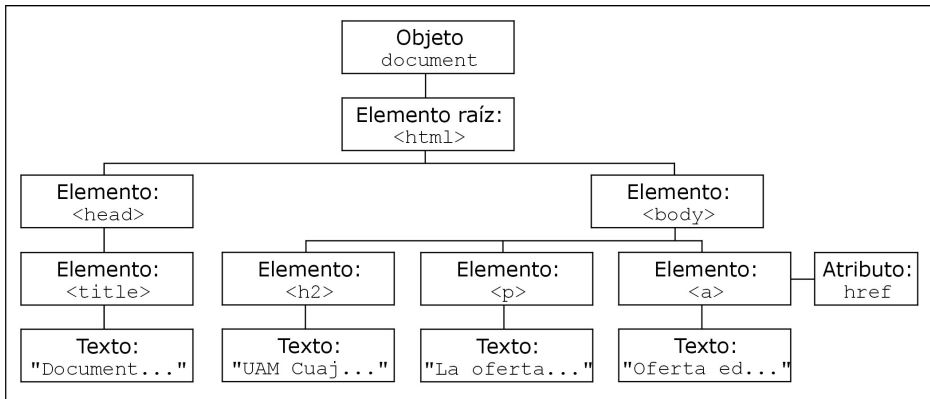 Objeto
document
Elemento raíz:
<html>
Elemento:
<head>
Elemento:
<body>
Elemento:
<title>
Elemento:
<h2>
Elemento:
<p>
Elemento:
<a>
Atributo:
href
Texto:
"Document..."
Texto:
"UAM Cuaj..."
Texto:
"La oferta..."
Texto:
"Oferta ed..."